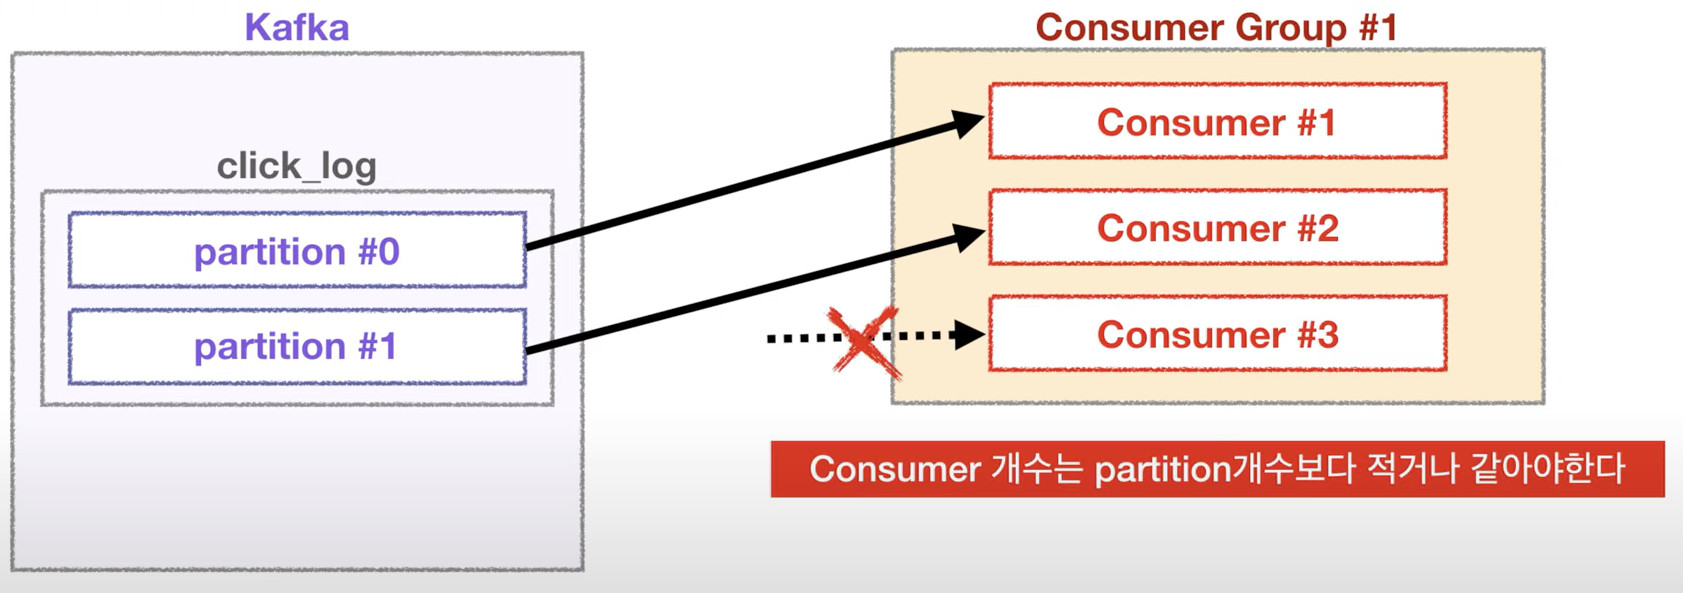 Kafka
click_log
partition #0
partition #1
Consumer Group #1
Consumer #1
Consumer #2
Consumer #3
Consumer 개수는 partition개수보다 적거나 같아야한다